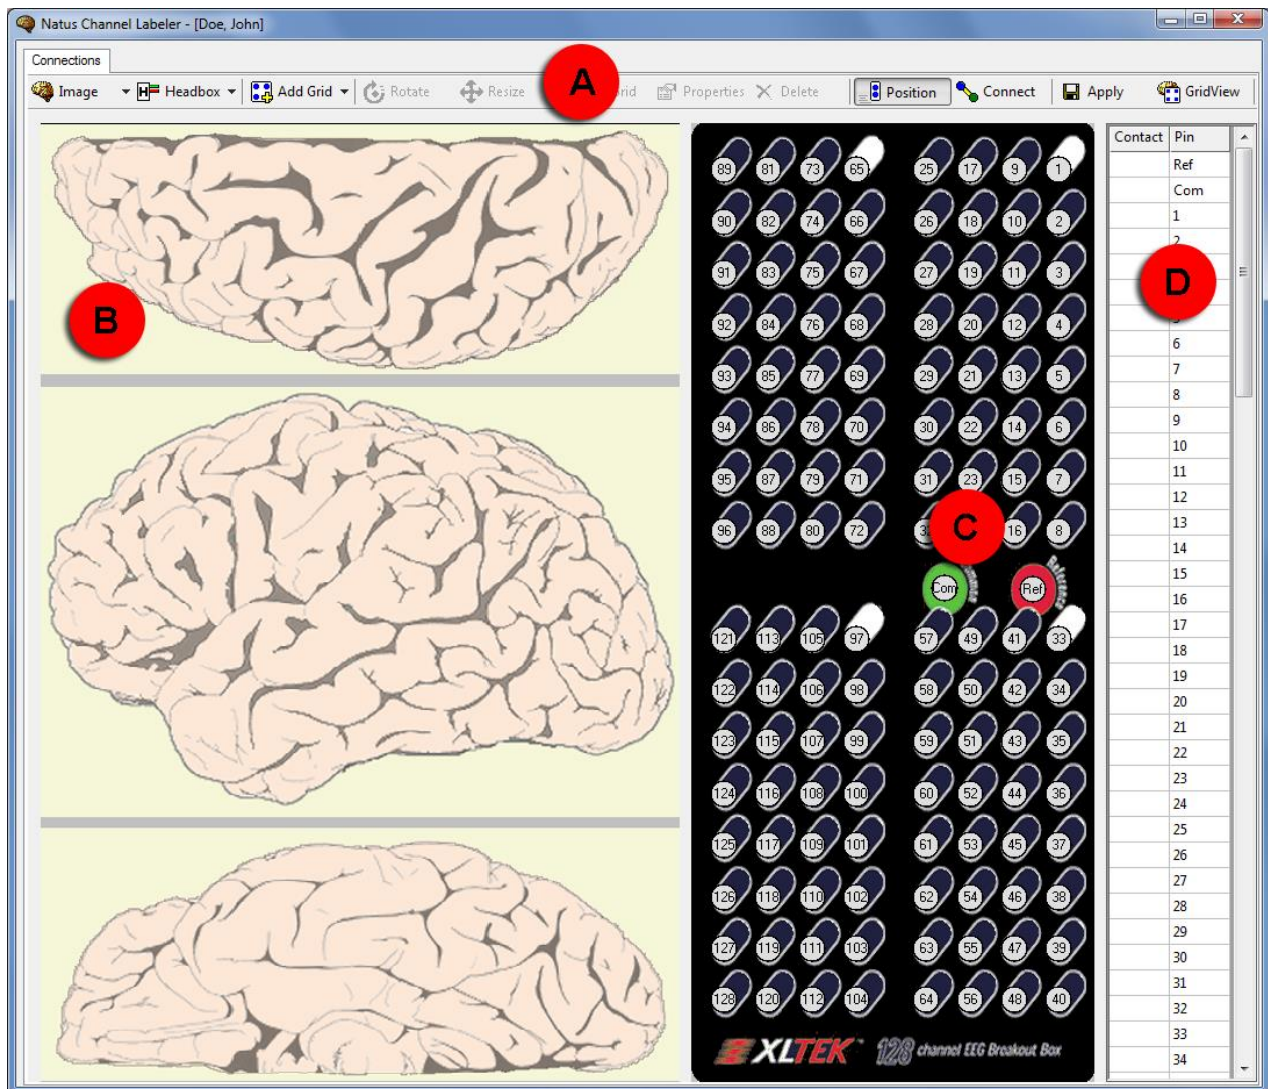 Natus Channel Labeler - [Doe, John]
Connections
Image Headbox Add Grid Rotate Resize Properties Delete Position Connect Apply GridView
A
B
C
D
89 81 73 65 25 17 9 1
90 82 74 66 26 18 10 2
91 83 75 67 27 19 11 3
92 84 76 68 28 20 12 4
93 85 77 69 29 21 13 5
94 86 78 70 30 22 14 6
95 87 79 71 31 23 15 7
96 88 80 72 16 8
Com Ref Reference
121 113 105 97 57 49 41 33
122 114 106 98 58 50 42 34
123 115 107 99 59 51 43 35
124 116 108 100 60 52 44 36
125 117 109 101 61 53 45 37
126 118 110 102 62 54 46 38
127 119 111 103 63 55 47 39
128 120 112 104 64 56 48 40
XLTEK 128 channel EEG Breakout Box
Contact Pin
Ref
Com
1
2
6
7
8
9
10
11
12
13
14
15
16
17
18
19
20
21
22
23
24
25
26
27
28
29
30
31
32
33
34